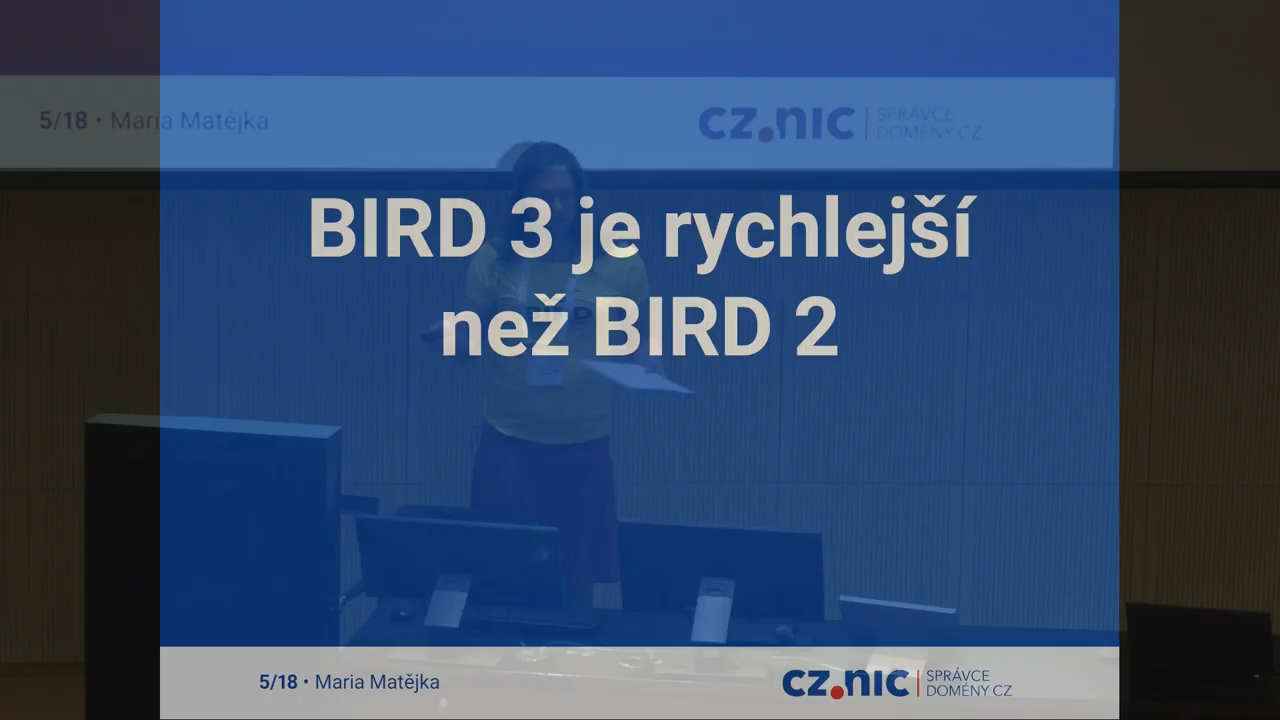 5/18 • Maria Matějka
CZ.NIC | SPRÁVCE
DOMÉNY CZ
BIRD 3 je rychlejší
než BIRD 2
5/18 • Maria Matějka
CZ.NIC | SPRÁVCE
DOMÉNY CZ